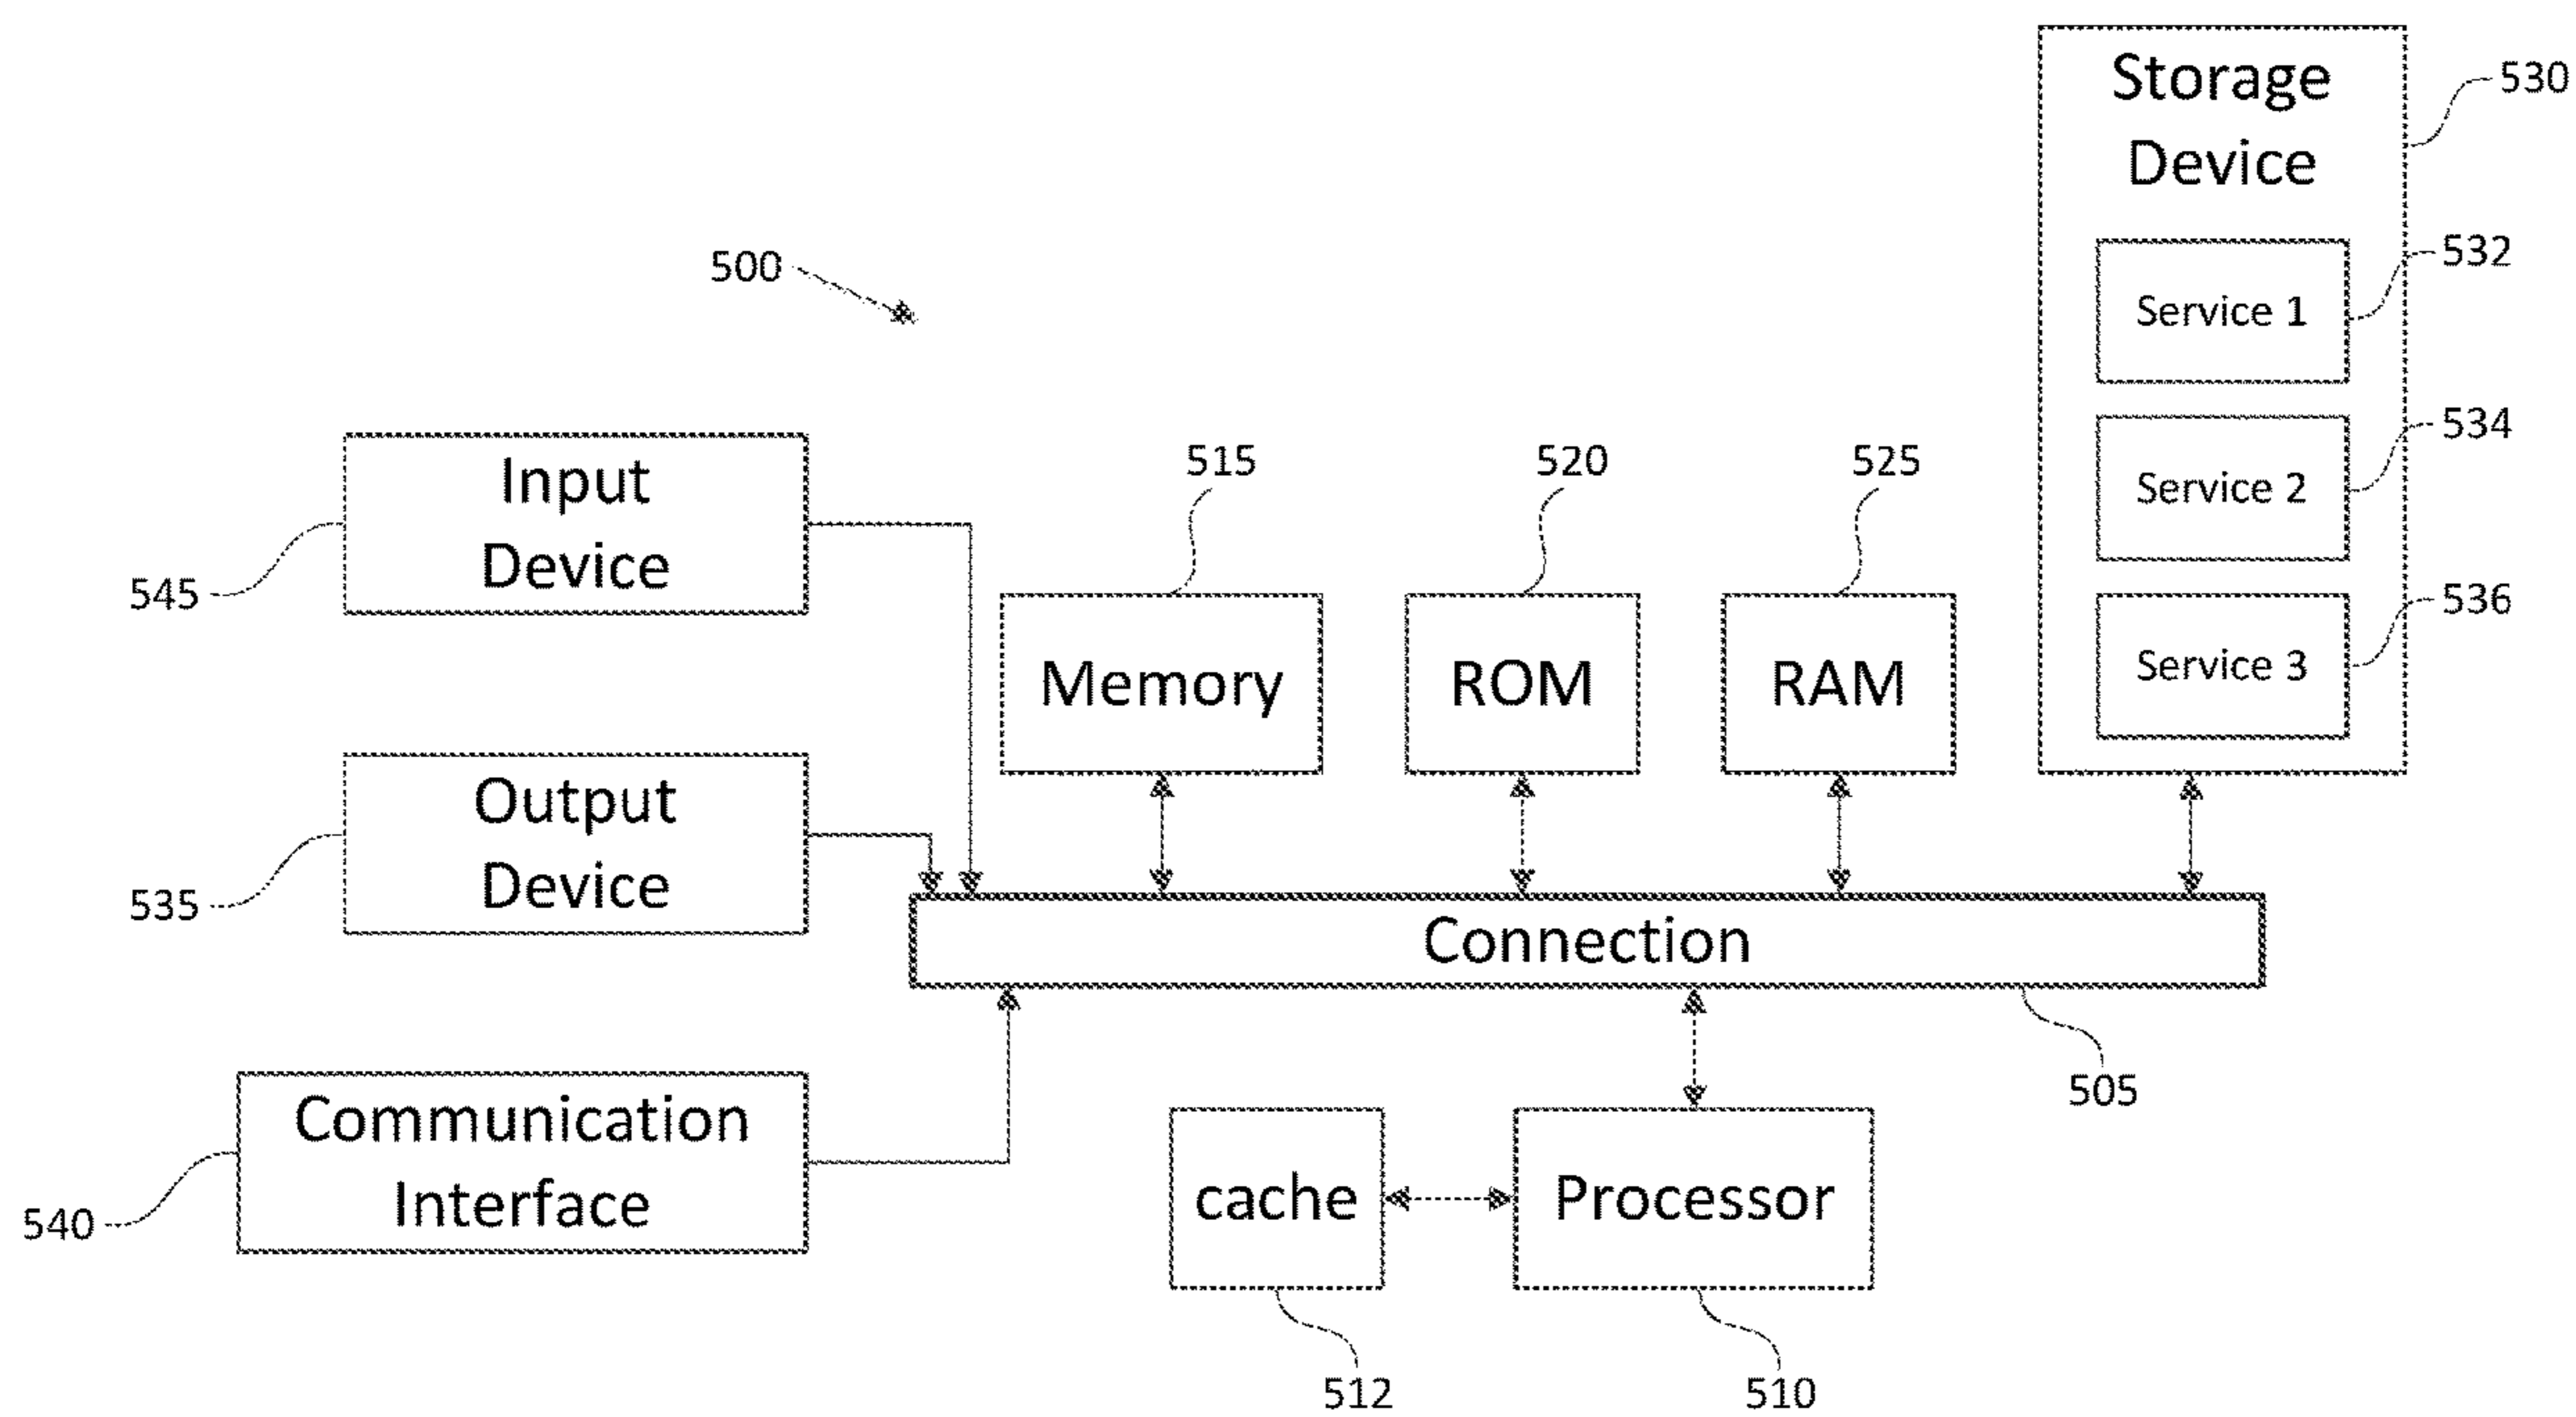 Storage
Device
530
532
Service 1
500
534
Service 2
536
Service 3
Input
Device
545
515
520
525
Memory
ROM
RAM
Output
Device
535
Connection
505
Communication
Interface
540
cache
Processor
512
510